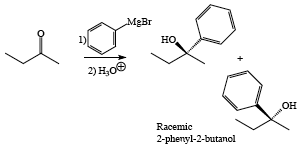 MgBr
O
1)
HO
2) H3O⊕
+
OH
Racemic
2-phenyl-2-butanol